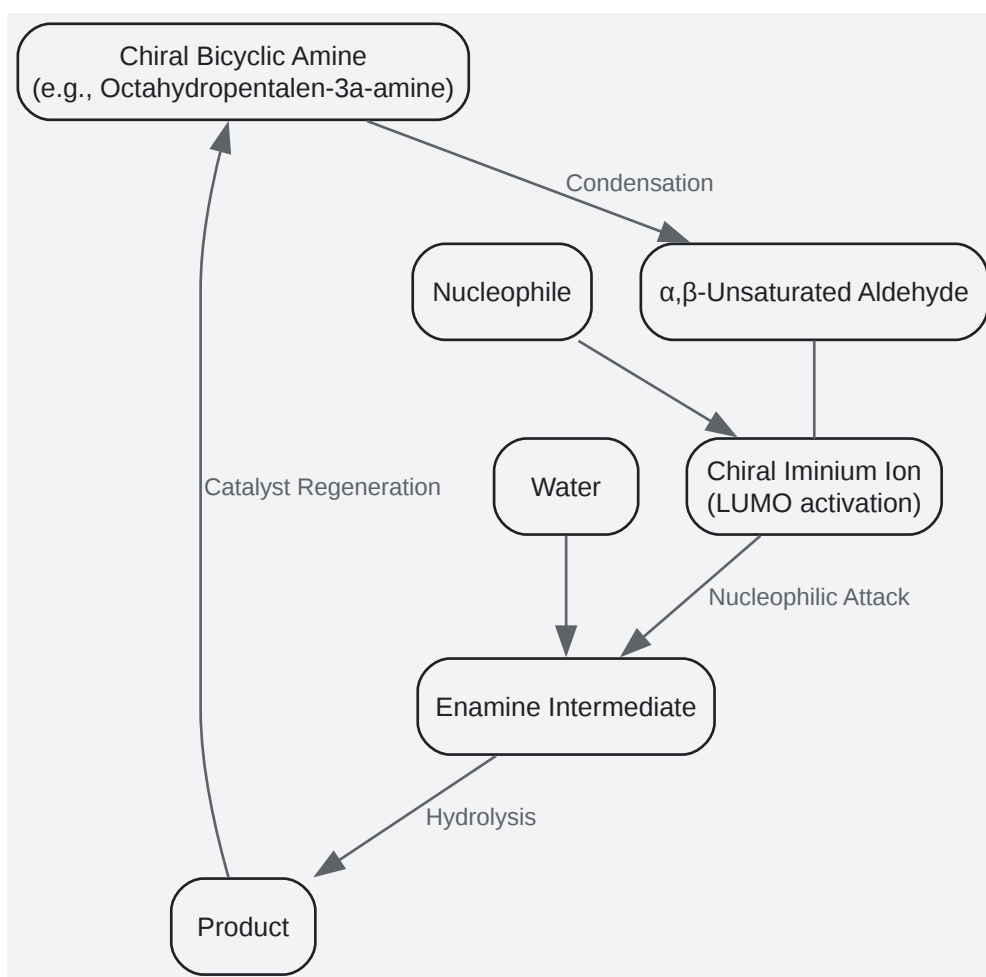 Chiral Bicyclic Amine
(e.g., Octahydropentalen-3a-amine)
Condensation
Nucleophile
α,β-Unsaturated Aldehyde
Catalyst Regeneration
Water
Chiral Iminium Ion
(LUMO activation)
Nucleophilic Attack
Enamine Intermediate
Hydrolysis
Product